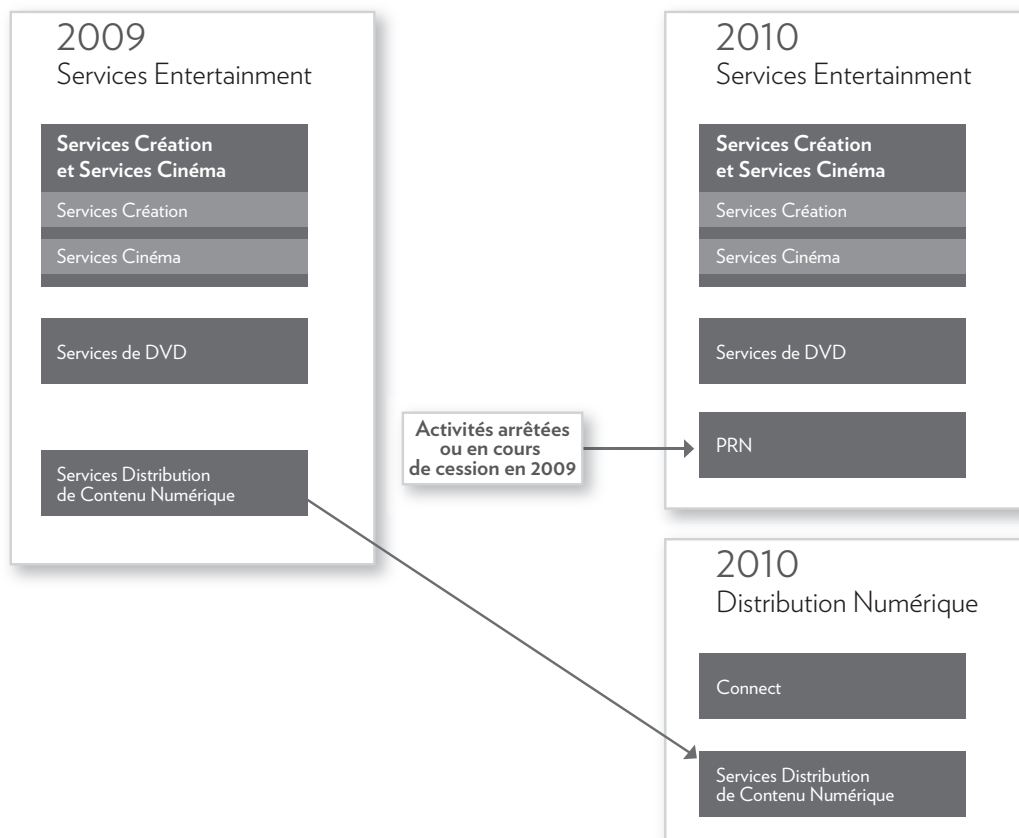 2009
Services Entertainment
Services Création
et Services Cinéma
Services Création
Services Cinéma
Services de DVD
Services Distribution
de Contenu Numérique
Activités arrêtées
ou en cours
de cession en 2009
2010
Services Entertainment
Services Création
et Services Cinéma
Services Création
Services Cinéma
Services de DVD
PRN
2010
Distribution Numérique
Connect
Services Distribution
de Contenu Numérique